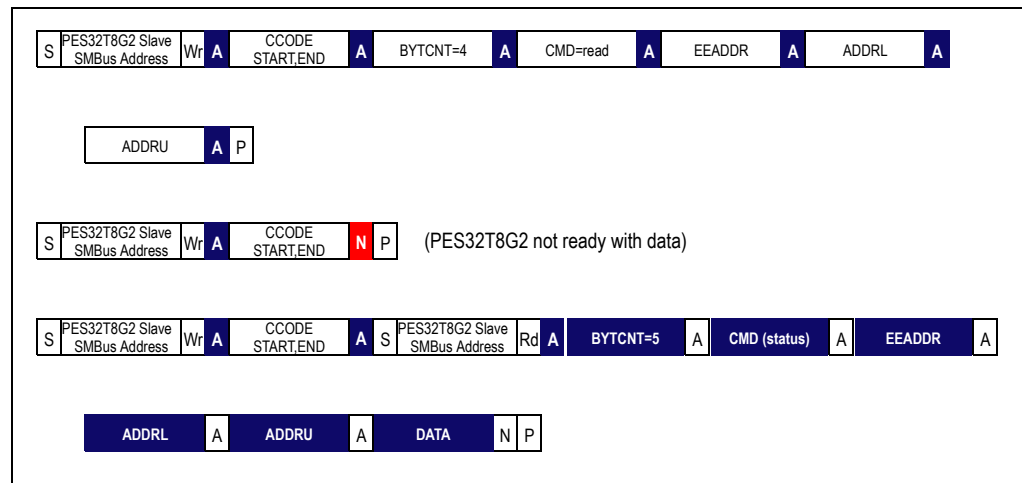 S PES32T8G2 Slave SMBus Address Wr A CCODE START,END A BYTCNT=4 A CMD=read A EEADDR A ADDRL A
ADDRU A P
S PES32T8G2 Slave SMBus Address Wr A CCODE START,END N P (PES32T8G2 not ready with data)
S PES32T8G2 Slave SMBus Address Wr A CCODE START,END A S PES32T8G2 Slave SMBus Address Rd A BYTCNT=5 A CMD (status) A EEADDR A
ADDRL A ADDRU A DATA N P